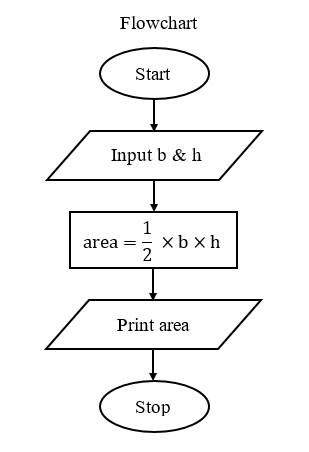 Flowchart
Start
Input b & h
area = 1/2 × b × h
Print area
Stop